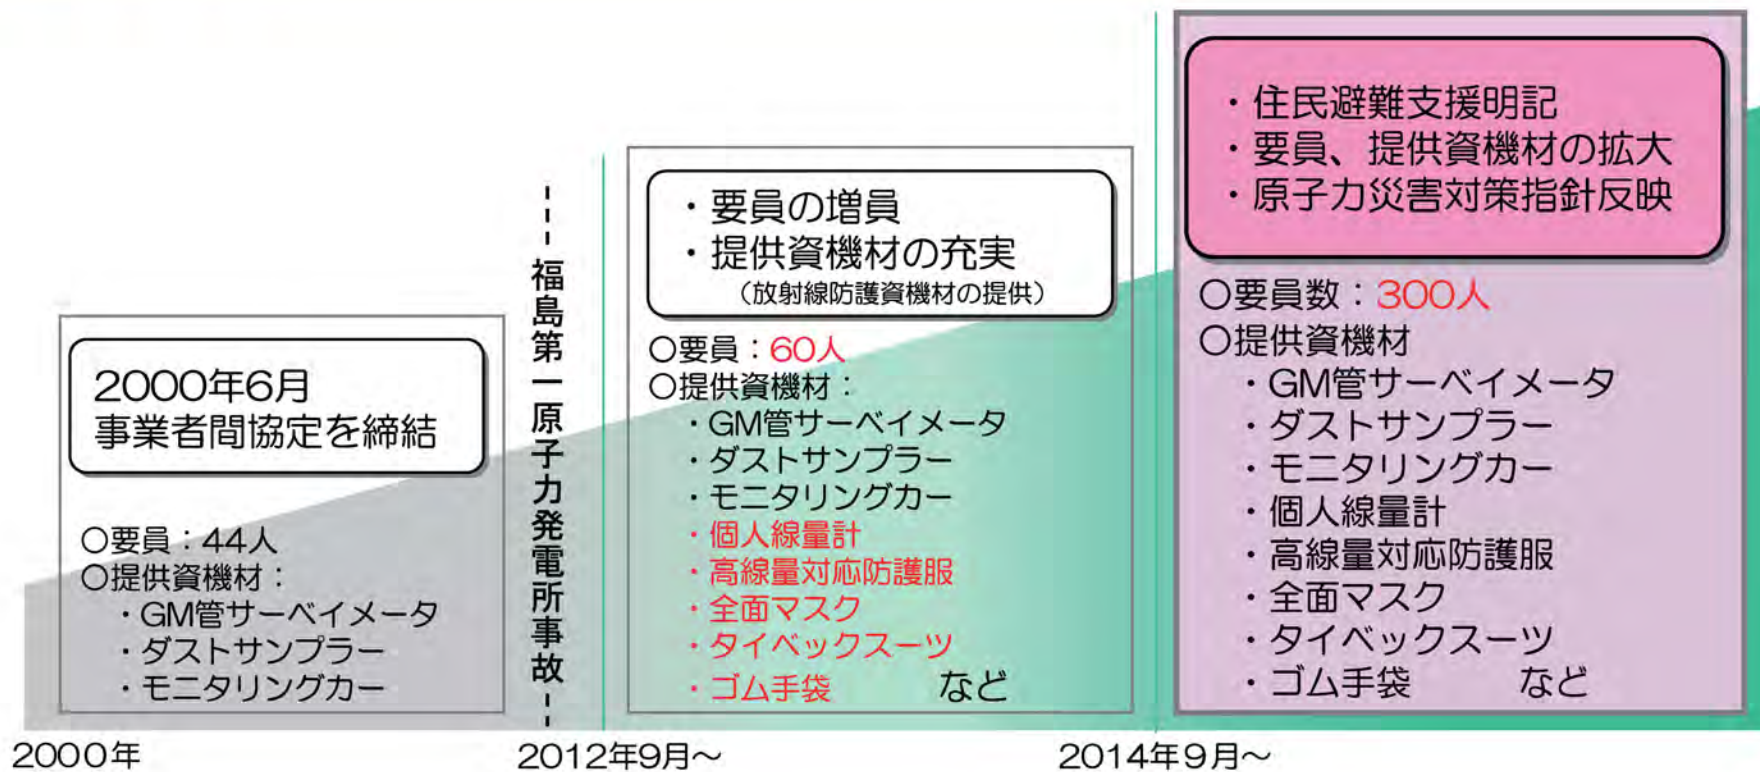 2000年6月
事業者間協定を締結
○要員：44人
○提供資機材：
・GM管サーベイメータ
・ダストサンプラー
・モニタリングカー
福島第一原子力発電所事故
・要員の増員
・提供資機材の充実
（放射線防護資機材の提供）
○要員：60人
○提供資機材：
・GM管サーベイメータ
・ダストサンプラー
・モニタリングカー
・個人線量計
・高線量対応防護服
・全面マスク
・タイベックスーツ
・ゴム手袋　など
・住民避難支援明記
・要員、提供資機材の拡大
・原子力災害対策指針反映
○要員数：300人
○提供資機材
・GM管サーベイメータ
・ダストサンプラー
・モニタリングカー
・個人線量計
・高線量対応防護服
・全面マスク
・タイベックスーツ
・ゴム手袋　など
2000年
2012年9月～
2014年9月～